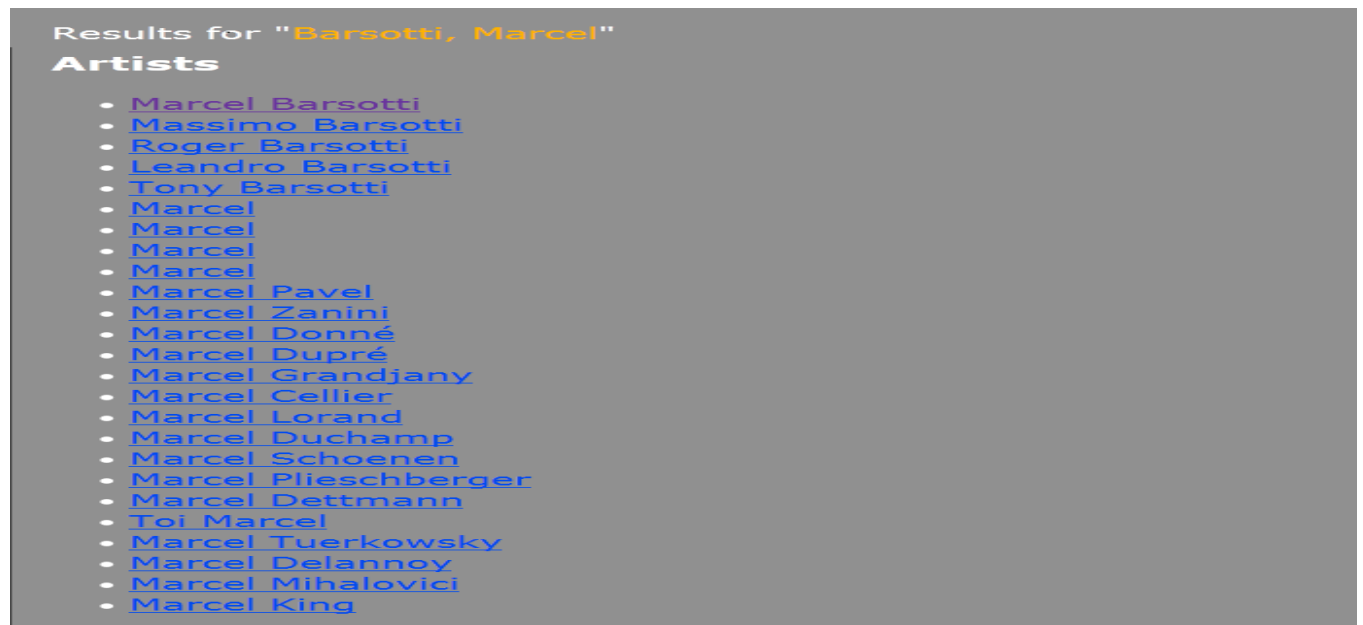 Results for "Barsotti, Marcel"
Artists
Marcel Barsotti
Massimo Barsotti
Roger Barsotti
Leandro Barsotti
Tony Barsotti
Marcel
Marcel
Marcel
Marcel
Marcel Pavel
Marcel Zanini
Marcel Donné
Marcel Dupré
Marcel Grandjany
Marcel Cellier
Marcel Lorand
Marcel Duchamp
Marcel Schoenen
Marcel Plieschberger
Marcel Dettmann
Toi Marcel
Marcel Tuerkowsky
Marcel Delannoy
Marcel Mihalovici
Marcel King